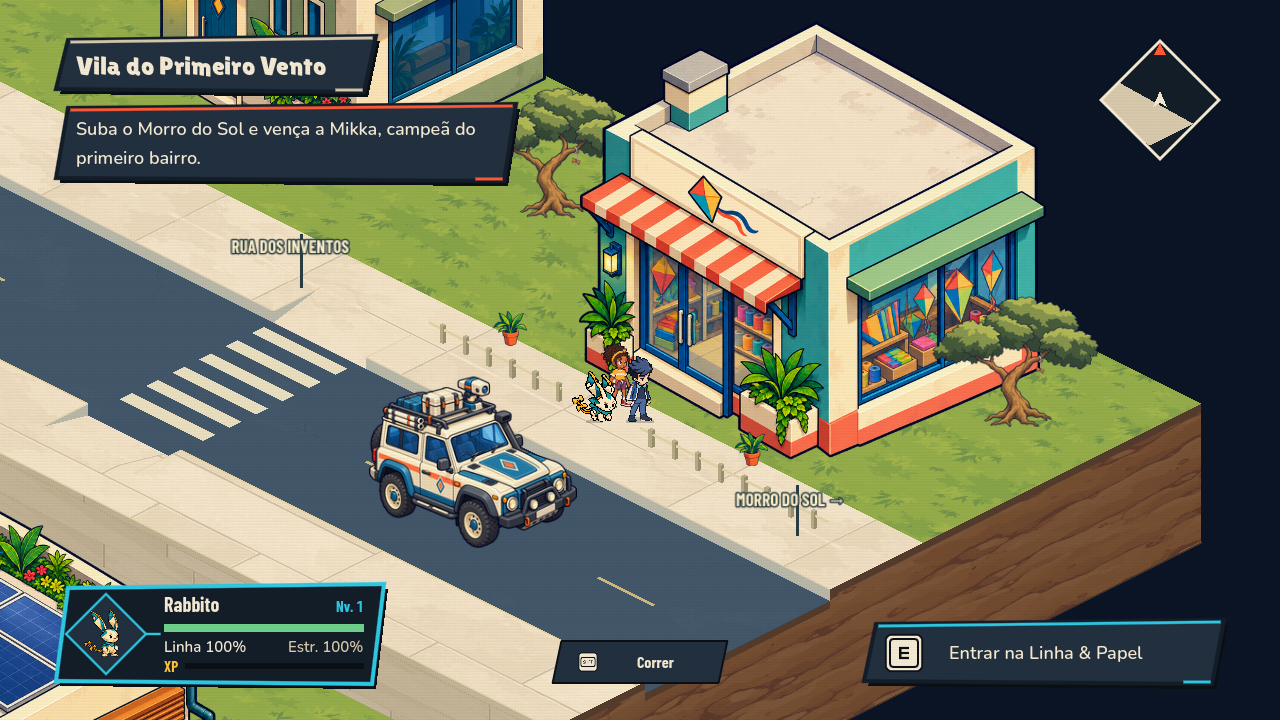 Vila do Primeiro Vento
Suba o Morro do Sol e vença a Mikka, campeã do
primeiro bairro.
RUA DOS INVENTOS
MORRO DO SOL →
Rabbito
Nv. 1
Linha 100%
Estr. 100%
XP
Correr
E
Entrar na Linha & Papel